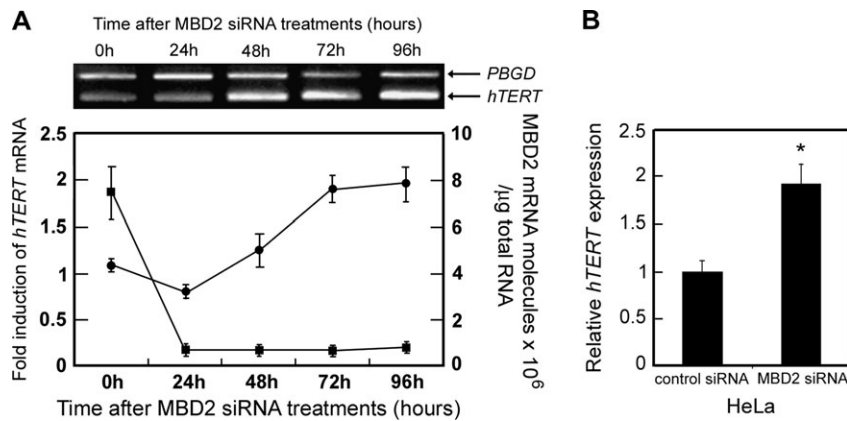 A
Time after MBD2 siRNA treatments (hours)
0h 24h 48h 72h 96h
PBGD
hTERT
Fold induction of hTERT mRNA
2.5
2
1.5
1
0.5
0
10
8
6
4
2
0
MBD2 mRNA molecules x 10⁶
/µg total RNA
0h 24h 48h 72h 96h
Time after MBD2 siRNA treatments (hours)
B
Relative hTERT expression
2.5
2
1.5
1
0.5
0
*
control siRNA MBD2 siRNA
HeLa